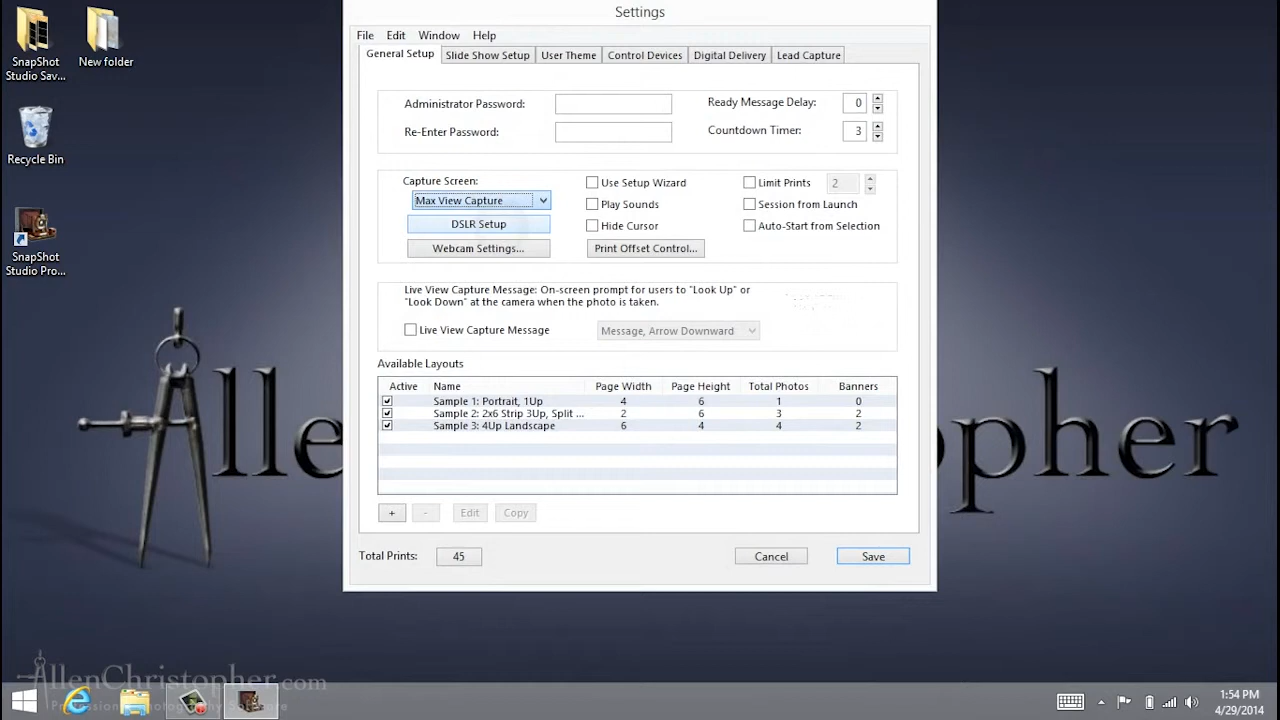 Settings
File Edit Window Help
General Setup Slide Show Setup User Theme Control Devices Digital Delivery Lead Capture
Administrator Password:
Ready Message Delay: 0
Re-Enter Password:
Countdown Timer: 3
Capture Screen:
Max View Capture
DSLR Setup
Webcam Settings...
Use Setup Wizard
Play Sounds
Hide Cursor
Print Offset Control...
Limit Prints 2
Session from Launch
Auto-Start from Selection
Live View Capture Message: On-screen prompt for users to "Look Up" or
"Look Down" at the camera when the photo is taken.
Live View Capture Message Message, Arrow Downward
Available Layouts
Active Name Page Width Page Height Total Photos Banners
Sample 1: Portrait, 1Up 4 6 1 0
Sample 2: 2x6 Strip 3Up, Split ... 2 6 3 2
Sample 3: 4Up Landscape 6 4 4 2
+ - Edit Copy
Total Prints: 45 Cancel Save
SnapShot
Studio Sav...
New folder
Recycle Bin
SnapShot
Studio Pro...
llen opher
AllenChristopher.com
Professional Photography Software
1:54 PM
4/29/2014